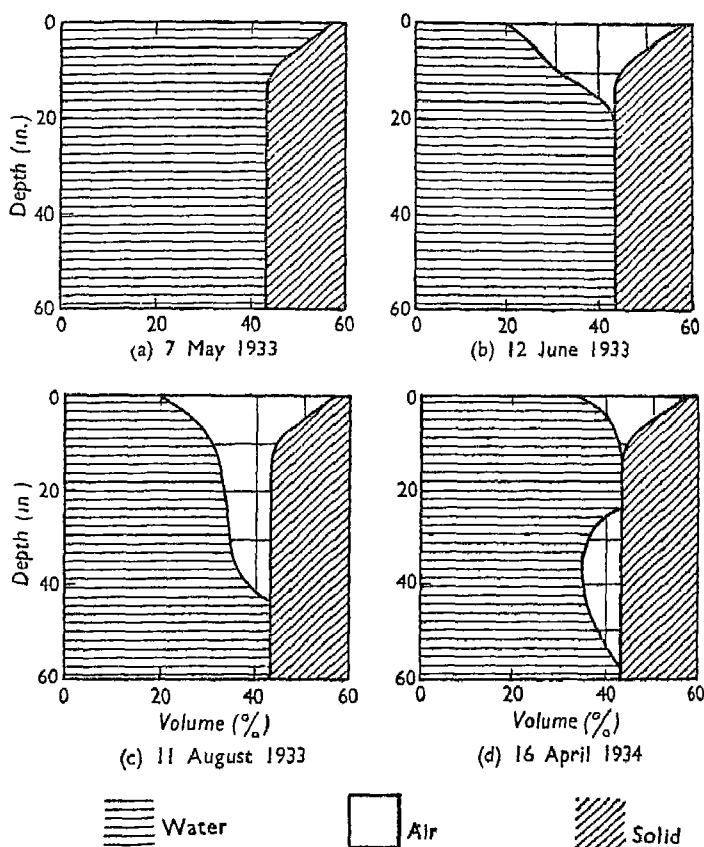 0
20
40
60
Depth (in.)
0 20 40 60
(a) 7 May 1933
0
20
40
60
0 20 40 60
(b) 12 June 1933
0
20
40
60
Depth (in)
0 20 40 60
Volume (%)
(c) 11 August 1933
0
20
40
60
0 20 40 60
Volume (%)
(d) 16 April 1934
Water Air Solid